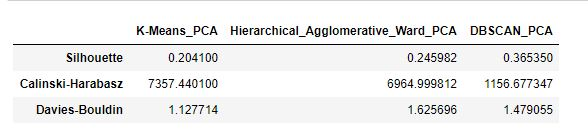 K-Means_PCA Hierarchical_Agglomerative_Ward_PCA DBSCAN_PCA
Silhouette 0.204100 0.245982 0.365350
Calinski-Harabasz 7357.440100 6964.999812 1156.677347
Davies-Bouldin 1.127714 1.625696 1.479055